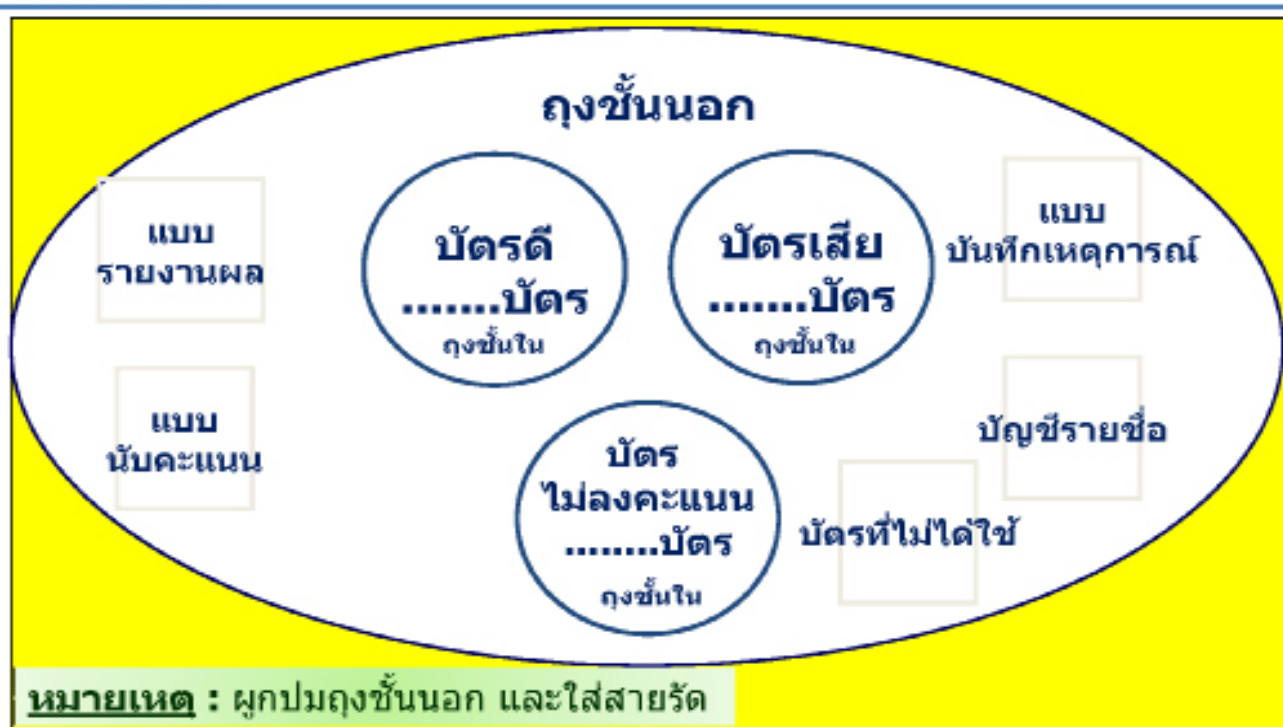 ถุงชั้นนอก
แบบ
รายงานผล
บัตรดี
.......บัตร
ถุงชั้นใน
บัตรเสีย
.......บัตร
ถุงชั้นใน
แบบ
บันทึกเหตุการณ์
แบบ
นับคะแนน
บัตร
ไม่ลงคะแนน
........บัตร
ถุงชั้นใน
บัญชีรายชื่อ
บัตรที่ไม่ได้ใช้
หมายเหตุ : ผูกปมถุงชั้นนอก และใส่สายรัด